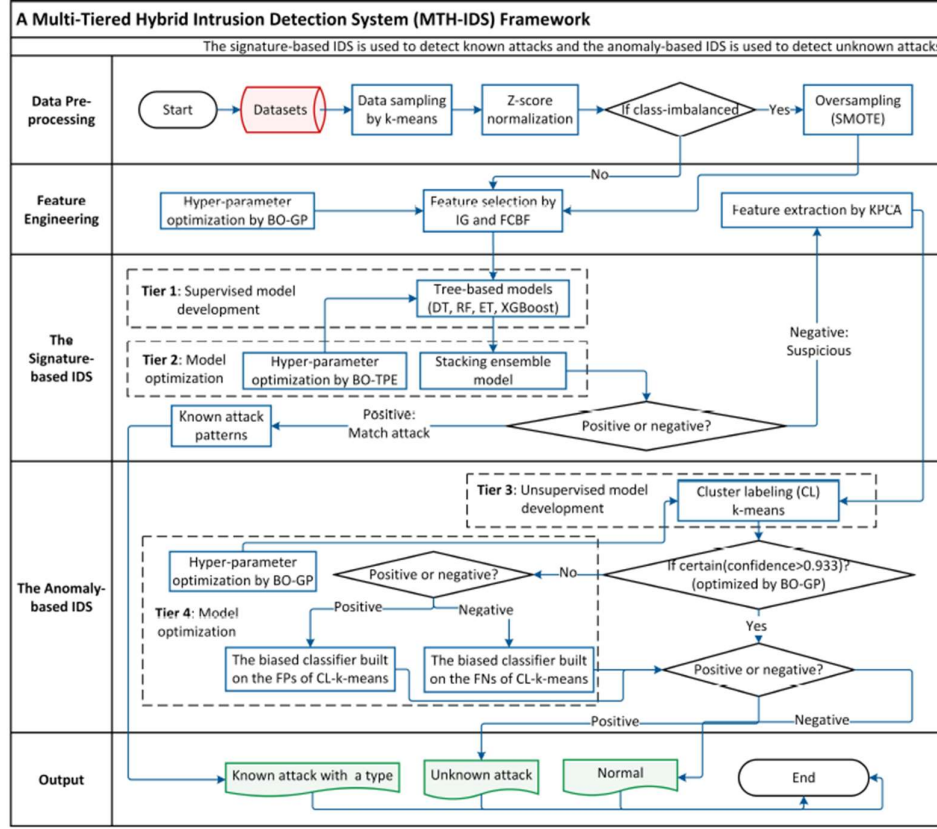 A Multi-Tiered Hybrid Intrusion Detection System (MTH-IDS) Framework
The signature-based IDS is used to detect known attacks and the anomaly-based IDS is used to detect unknown attacks
Data Pre-
processing
Start
Datasets
Data sampling
by k-means
Z-score
normalization
If class-imbalanced
Yes
Oversampling
(SMOTE)
No
Feature
Engineering
Hyper-parameter
optimization by BO-GP
Feature selection by
IG and FCBF
Feature extraction by KPCA
The
Signature-
based IDS
Tier 1: Supervised model
development
Tree-based models
(DT, RF, ET, XGBoost)
Negative:
Suspicious
Tier 2: Model
optimization
Hyper-parameter
optimization by BO-TPE
Stacking ensemble
model
Known attack
patterns
Positive:
Match attack
Positive or negative?
The Anomaly-
based IDS
Tier 3: Unsupervised model
development
Cluster labeling (CL)
k-means
Hyper-parameter
optimization by BO-GP
Positive or negative?
No
If certain(confidence>0.933)?
(optimized by BO-GP)
Tier 4: Model
optimization
Positive
Negative
Yes
The biased classifier built
on the FPs of CL-k-means
The biased classifier built
on the FNs of CL-k-means
Positive or negative?
Positive
Negative
Output
Known attack with a type
Unknown attack
Normal
End